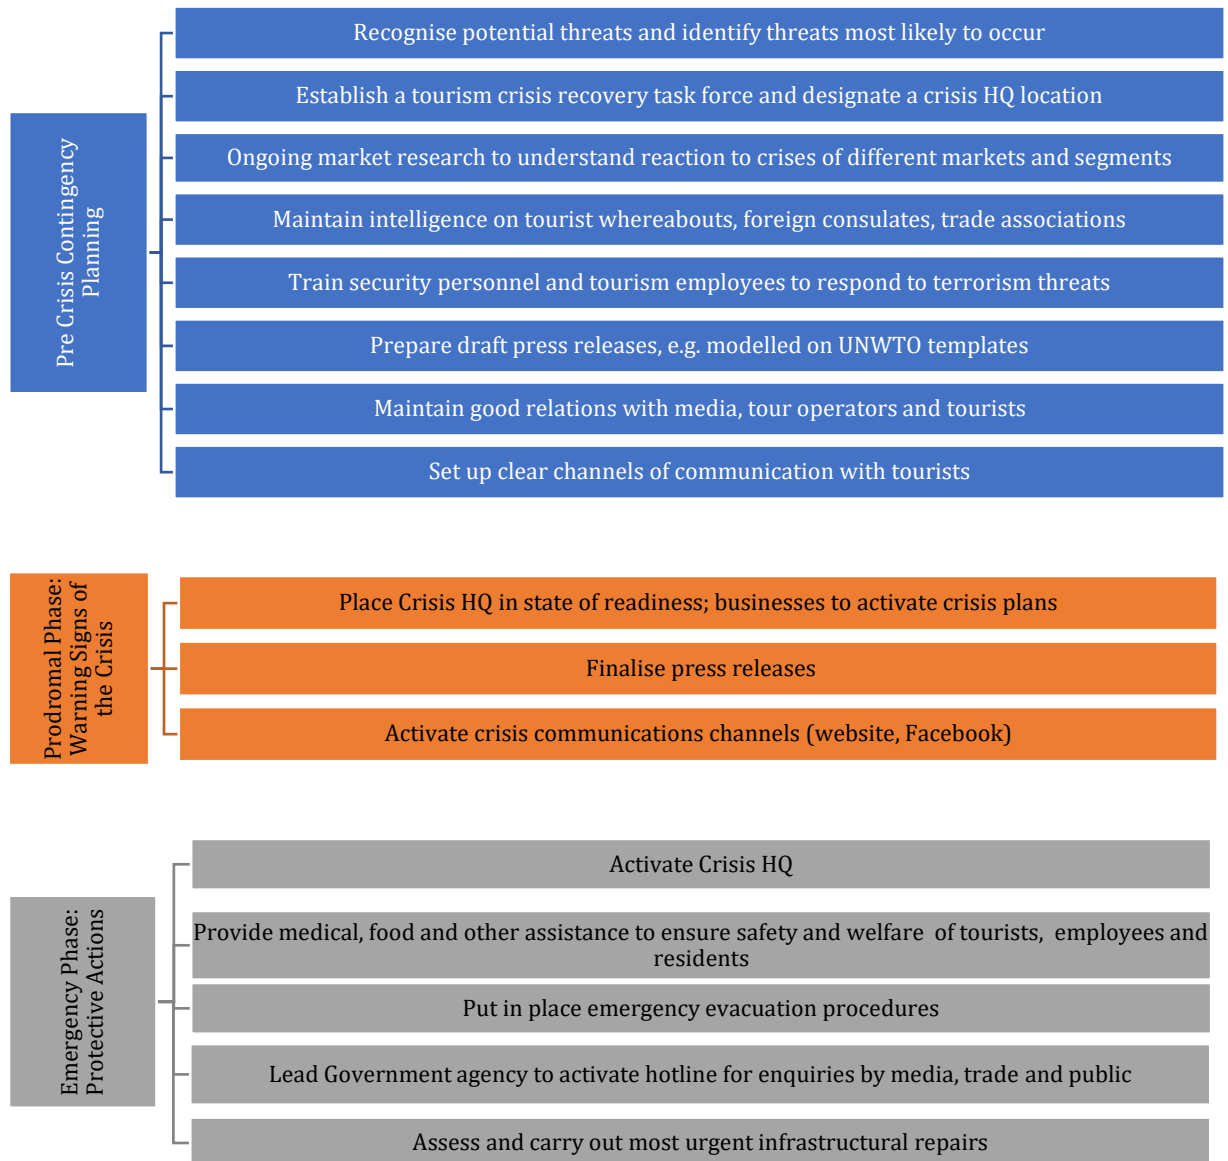 Pre Crisis Contingency
Planning
Recognise potential threats and identify threats most likely to occur
Establish a tourism crisis recovery task force and designate a crisis HQ location
Ongoing market research to understand reaction to crises of different markets and segments
Maintain intelligence on tourist whereabouts, foreign consulates, trade associations
Train security personnel and tourism employees to respond to terrorism threats
Prepare draft press releases, e.g. modelled on UNWTO templates
Maintain good relations with media, tour operators and tourists
Set up clear channels of communication with tourists
Prodromal Phase:
Warning Signs of
the Crisis
Place Crisis HQ in state of readiness; businesses to activate crisis plans
Finalise press releases
Activate crisis communications channels (website, Facebook)
Emergency Phase:
Protective Actions
Activate Crisis HQ
Provide medical, food and other assistance to ensure safety and welfare of tourists, employees and
residents
Put in place emergency evacuation procedures
Lead Government agency to activate hotline for enquiries by media, trade and public
Assess and carry out most urgent infrastructural repairs